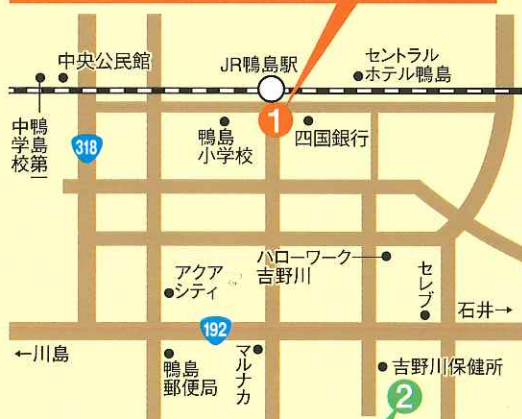 中央公民館
JR鴨島駅
セントラル
ホテル鴨島
鴨島第一
中学校
318
鴨島
小学校
1
四国銀行
アクア
シティ
ハローワーク
吉野川
セレブ
石井→
192
←川島
鴨島
郵便局
マルナカ
吉野川保健所
2